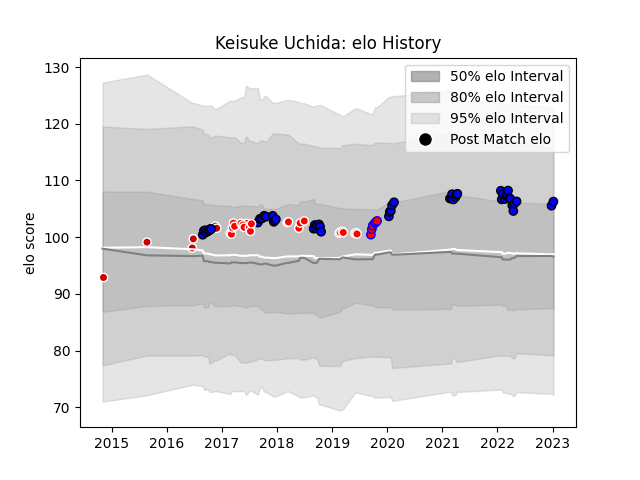 Keisuke Uchida: elo History
130
120
110
100
90
80
70
elo score
50% elo Interval
80% elo Interval
95% elo Interval
Post Match elo
2015 2016 2017 2018 2019 2020 2021 2022 2023